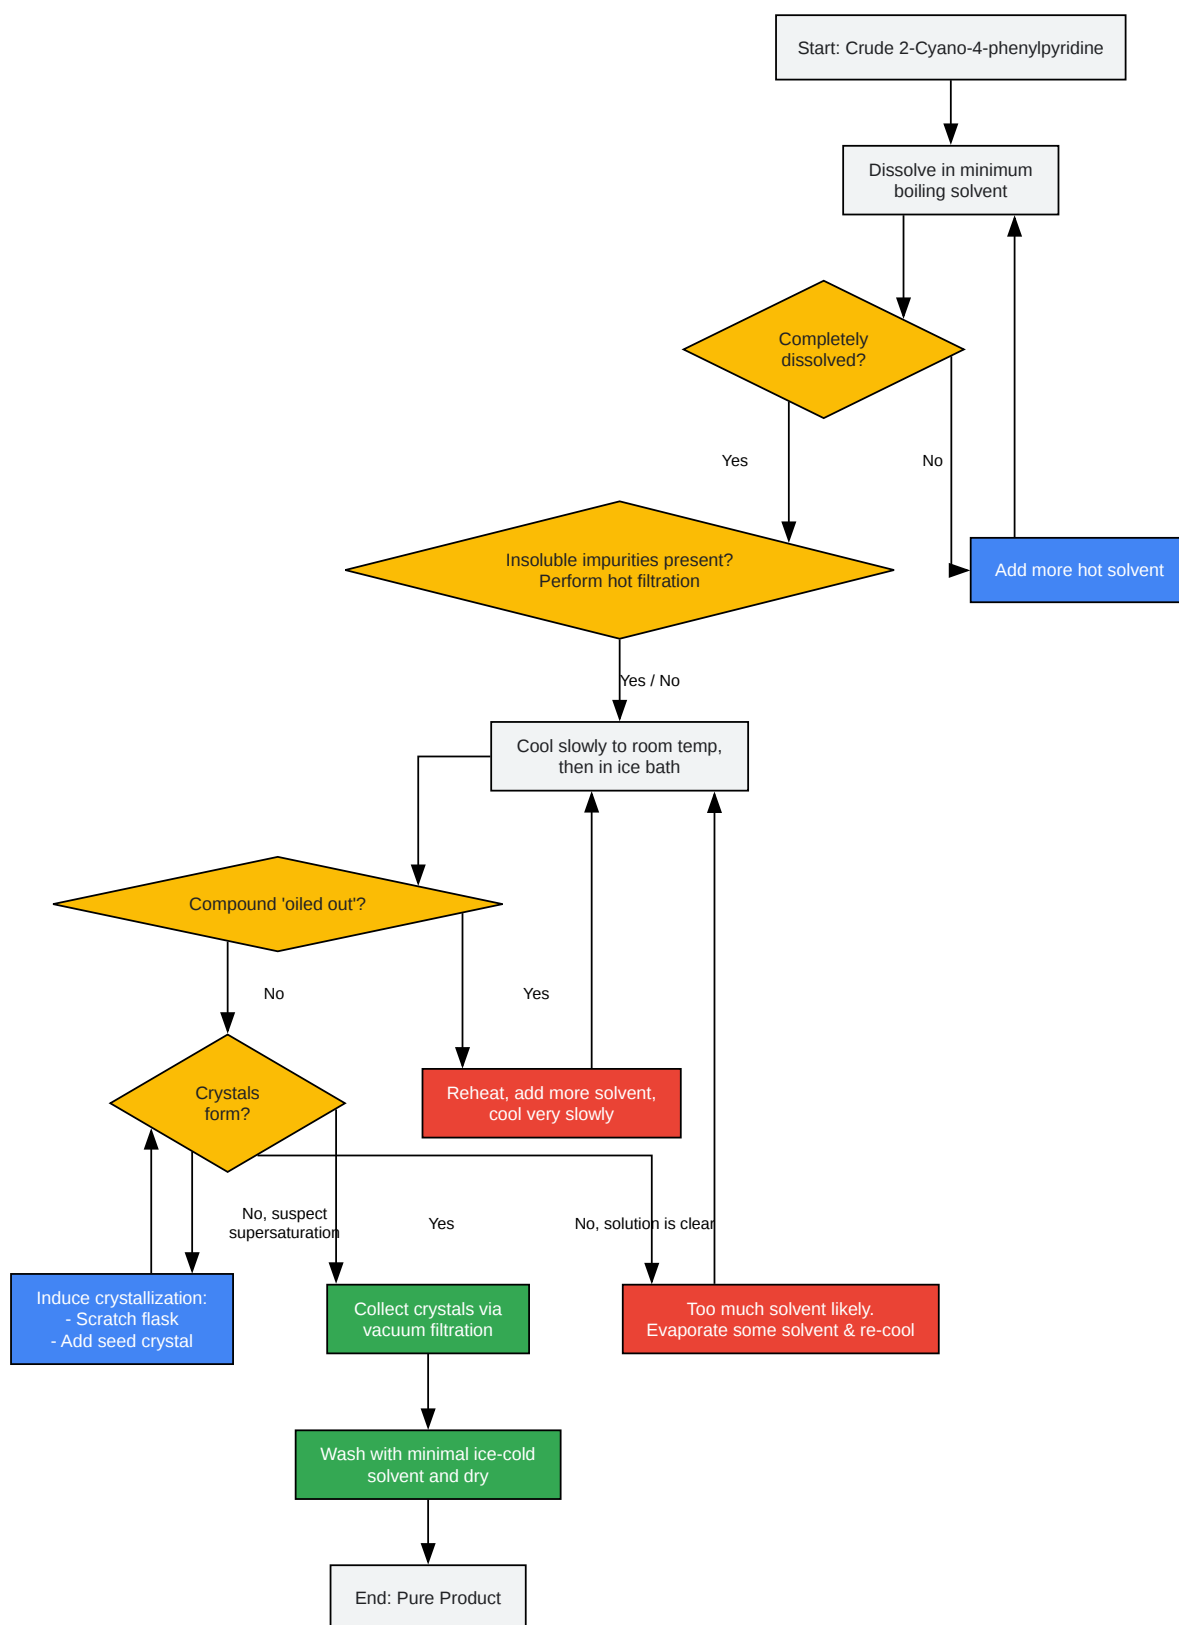 Start: Crude 2-Cyano-4-phenylpyridine
Dissolve in minimum
boiling solvent
Completely
dissolved?
Yes
No
Insoluble impurities present?
Perform hot filtration
Add more hot solvent
Yes / No
Cool slowly to room temp,
then in ice bath
Compound 'oiled out'?
No
Yes
Crystals
form?
Reheat, add more solvent,
cool very slowly
No, suspect
supersaturation
Yes
No, solution is clear
Induce crystallization:
- Scratch flask
- Add seed crystal
Collect crystals via
vacuum filtration
Too much solvent likely.
Evaporate some solvent & re-cool
Wash with minimal ice-cold
solvent and dry
End: Pure Product